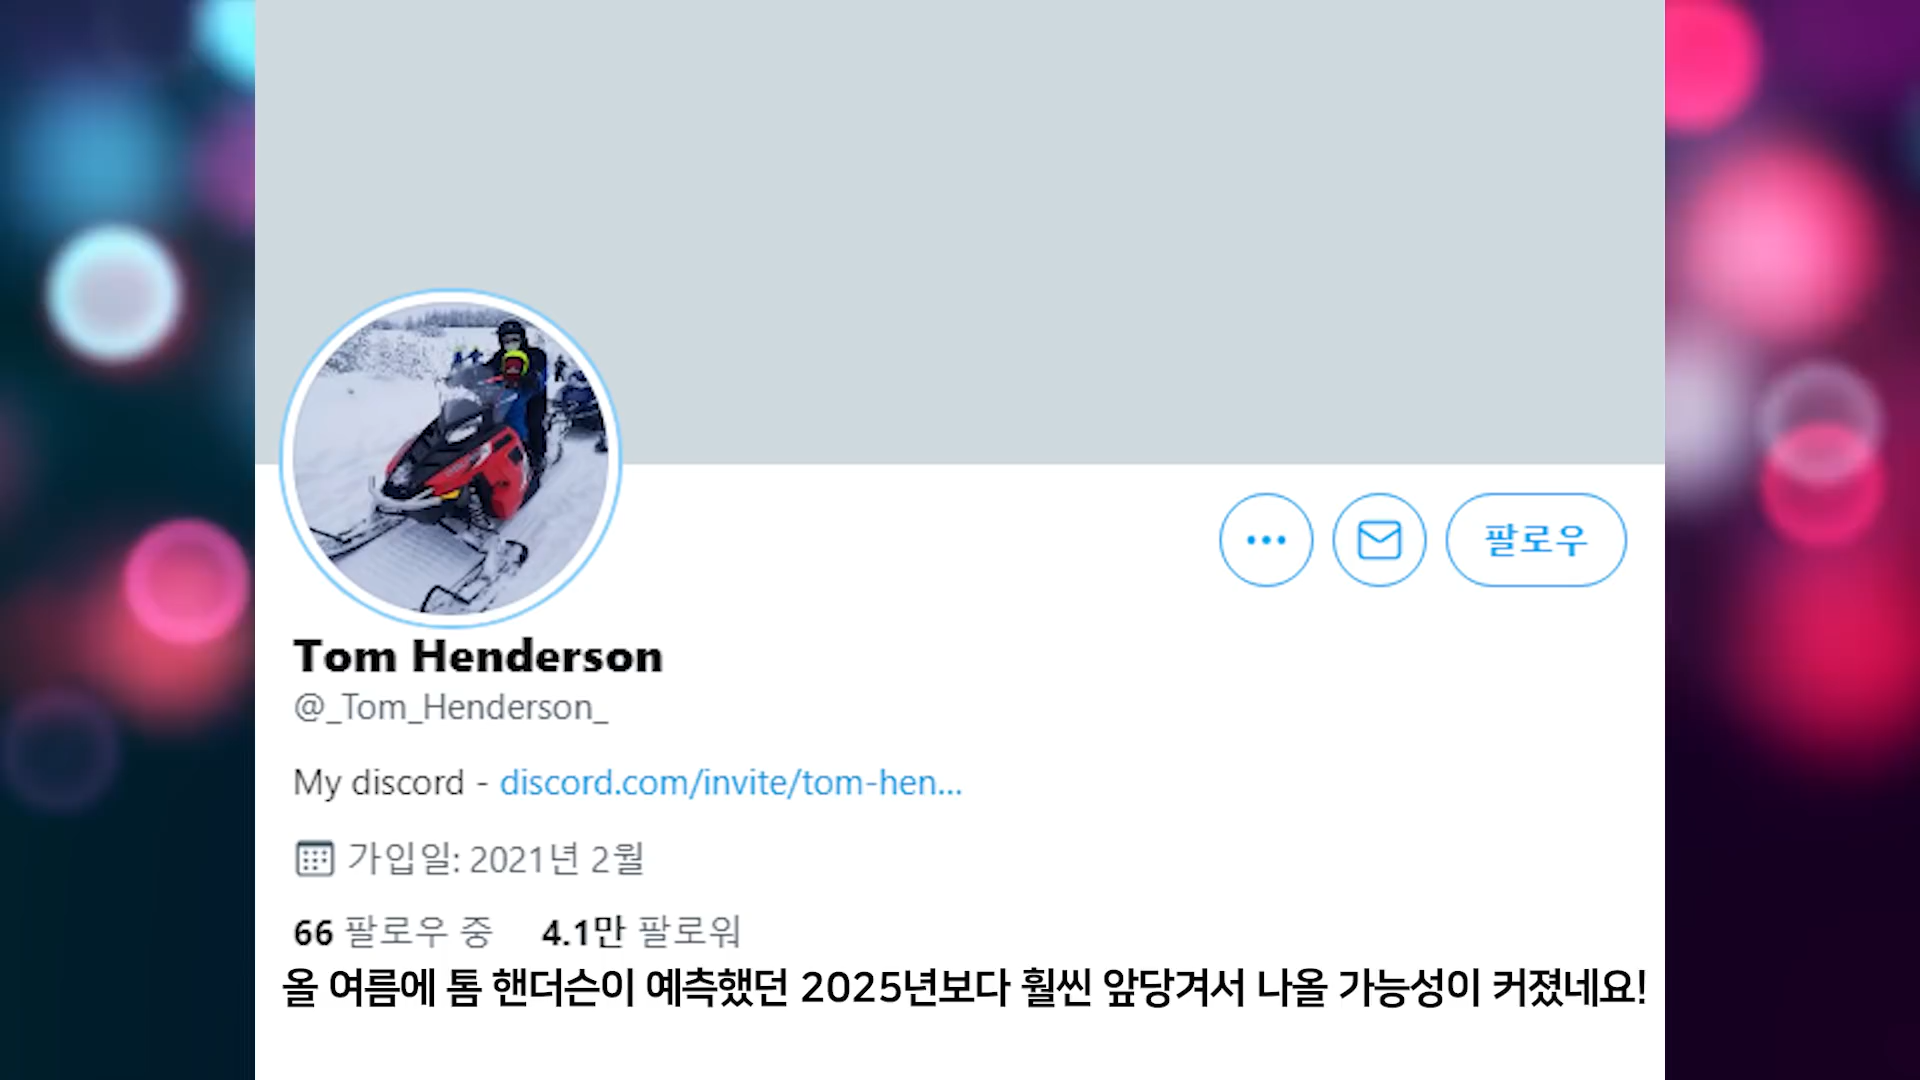 팔로우
Tom Henderson
@_Tom_Henderson_
My discord - discord.com/invite/tom-hen...
가입일: 2021년 2월
66 팔로우 중 4.1만 팔로워
올 여름에 톰 핸더슨이 예측했던 2025년보다 훨씬 앞당겨서 나올 가능성이 커졌네요!